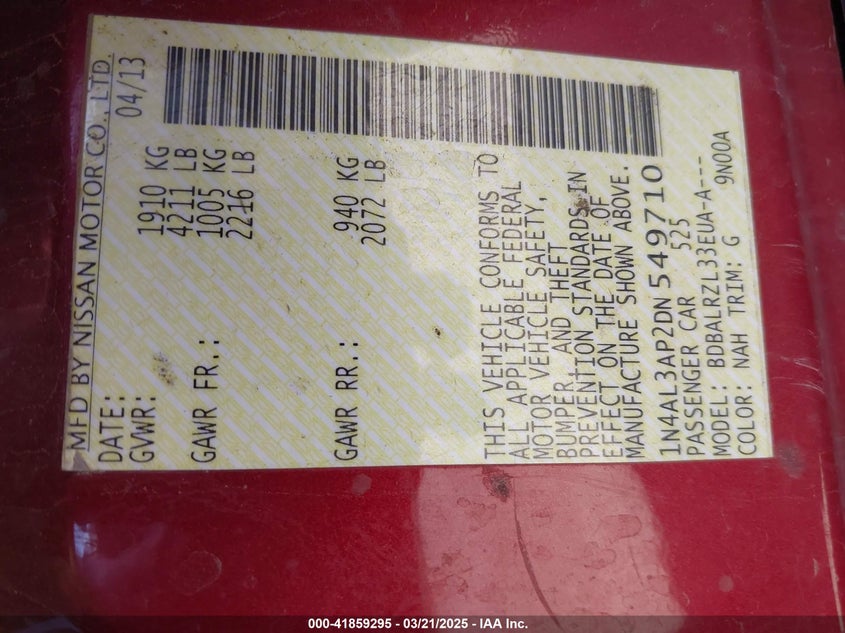 MFD BY NISSAN MOTOR CO., LTD.
DATE: 04/13
GVWR: 1910 KG
4211 LB
GAWR FR.: 1005 KG
2216 LB
GAWR RR.: 940 KG
2072 LB
THIS VEHICLE CONFORMS TO
ALL APPLICABLE FEDERAL
MOTOR VEHICLE SAFETY,
BUMPER, AND THEFT
PREVENTION STANDARDS IN
EFFECT ON THE DATE OF
MANUFACTURE SHOWN ABOVE.
1N4AL3AP2DN549710
PASSENGER CAR 525
MODEL: BDBALRZL33EUA-A---
COLOR: NAH TRIM: G 9N00A
000-41859295 - 03/21/2025 - IAA Inc.